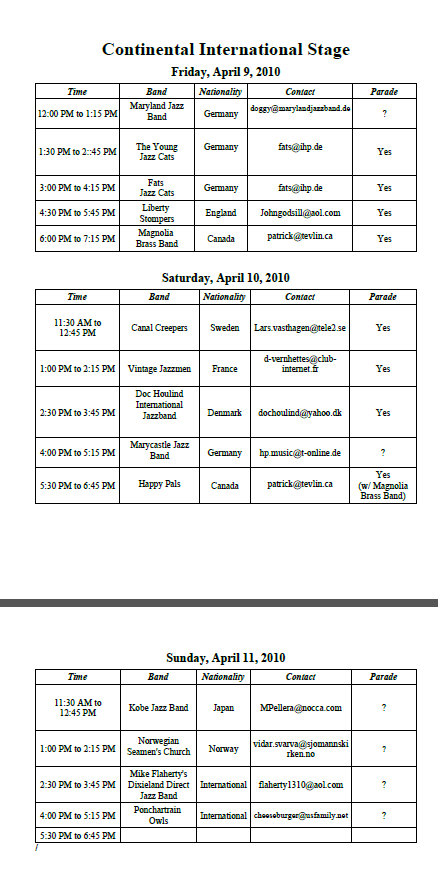 Continental International Stage
Friday, April 9, 2010
Time Band Nationality Contact Parade
12:00 PM to 1:15 PM Maryland Jazz Band Germany doggy@marylandjazzband.de ?
1:30 PM to 2::45 PM The Young Jazz Cats Germany fats@ihp.de Yes
3:00 PM to 4:15 PM Fats Jazz Cats Germany fats@ihp.de Yes
4:30 PM to 5:45 PM Liberty Stompers England Johngodsill@aol.com Yes
6:00 PM to 7:15 PM Magnolia Brass Band Canada patrick@tevlin.ca Yes
Saturday, April 10, 2010
Time Band Nationality Contact Parade
11:30 AM to 12:45 PM Canal Creepers Sweden Lars.vasthagen@tele2.se Yes
1:00 PM to 2:15 PM Vintage Jazzmen France d-vernhettes@club-internet.fr Yes
2:30 PM to 3:45 PM Doc Houlind International Jazzband Denmark dochoulind@yahoo.dk Yes
4:00 PM to 5:15 PM Marycastle Jazz Band Germany hp.music@t-online.de ?
5:30 PM to 6:45 PM Happy Pals Canada patrick@tevlin.ca Yes (w/ Magnolia Brass Band)
Sunday, April 11, 2010
Time Band Nationality Contact Parade
11:30 AM to 12:45 PM Kobe Jazz Band Japan MPellera@nocca.com ?
1:00 PM to 2:15 PM Norwegian Seamen's Church Norway vidar.svarva@sjomannskirken.no ?
2:30 PM to 3:45 PM Mike Flaherty's Dixieland Direct Jazz Band International flaherty1310@aol.com ?
4:00 PM to 5:15 PM Ponchartrain Owls International cheeseburger@usfamily.net ?
5:30 PM to 6:45 PM
/